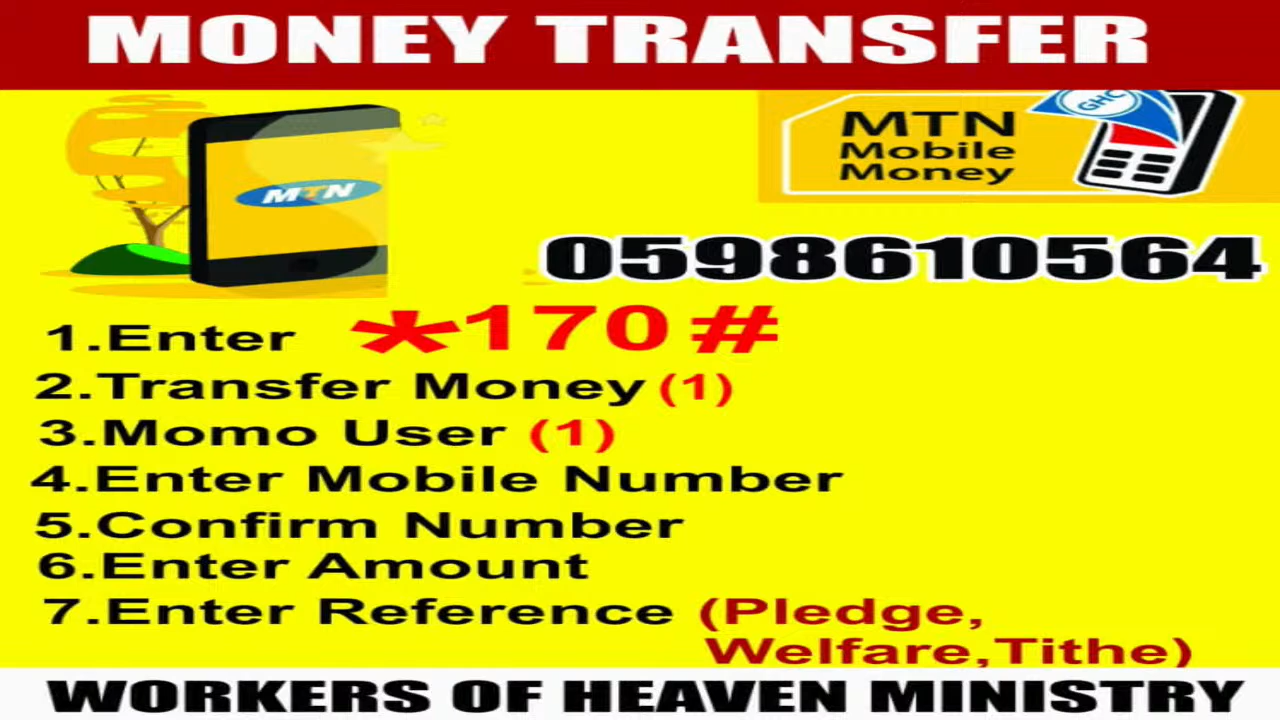 MONEY TRANSFER
MTN
MTN
Mobile
Money
GHC
0598610564
1.Enter *170#
2.Transfer Money (1)
3.Momo User (1)
4.Enter Mobile Number
5.Confirm Number
6.Enter Amount
7.Enter Reference (Pledge,
Welfare,Tithe)
WORKERS OF HEAVEN MINISTRY